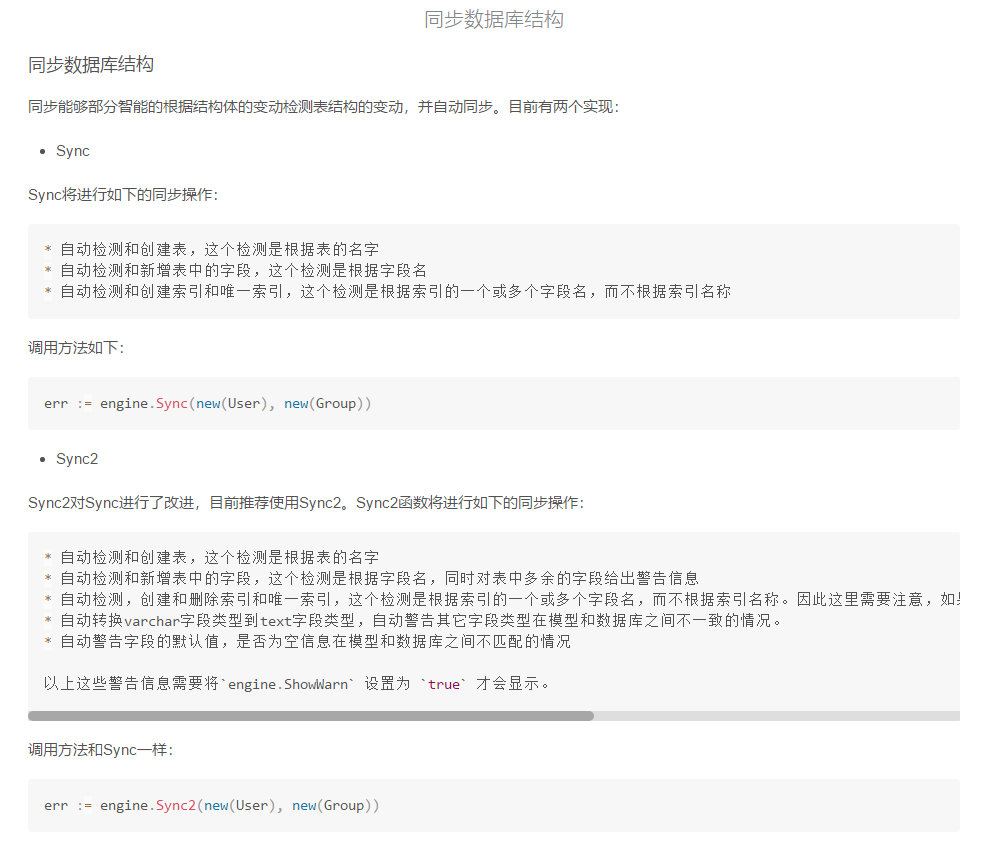 同步数据库结构
同步数据库结构
同步能够部分智能的根据结构体的变动检测表结构的变动，并自动同步。目前有两个实现：
• Sync
Sync将进行如下的同步操作：
* 自动检测和创建表，这个检测是根据表的名字
* 自动检测和新增表中的字段，这个检测是根据字段名
* 自动检测和创建索引和唯一索引，这个检测是根据索引的一个或多个字段名，而不根据索引名称
调用方法如下：
err := engine.Sync(new(User), new(Group))
• Sync2
Sync2对Sync进行了改进，目前推荐使用Sync2。Sync2函数将进行如下的同步操作：
* 自动检测和创建表，这个检测是根据表的名字
* 自动检测和新增表中的字段，这个检测是根据字段名，同时对表中多余的字段给出警告信息
* 自动检测，创建和删除索引和唯一索引，这个检测是根据索引的一个或多个字段名，而不根据索引名称。因此这里需要注意，如
* 自动转换varchar字段类型到text字段类型，自动警告其它字段类型在模型和数据库之间不一致的情况。
* 自动警告字段的默认值，是否为空信息在模型和数据库之间不匹配的情况
以上这些警告信息需要将`engine.ShowWarn` 设置为 `true` 才会显示。
调用方法和Sync一样：
err := engine.Sync2(new(User), new(Group))